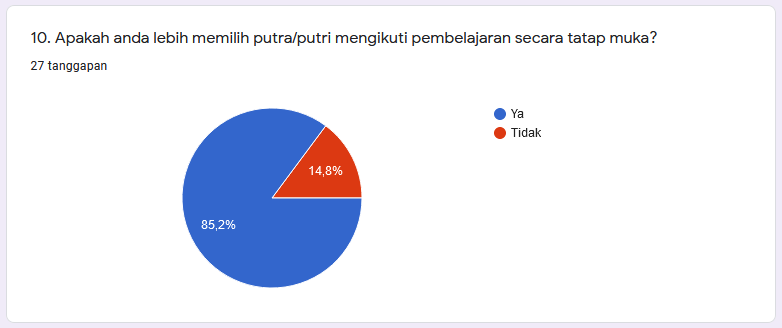 10. Apakah anda lebih memilih putra/putri mengikuti pembelajaran secara tatap muka?
27 tanggapan
Ya
Tidak
14,8%
85,2%